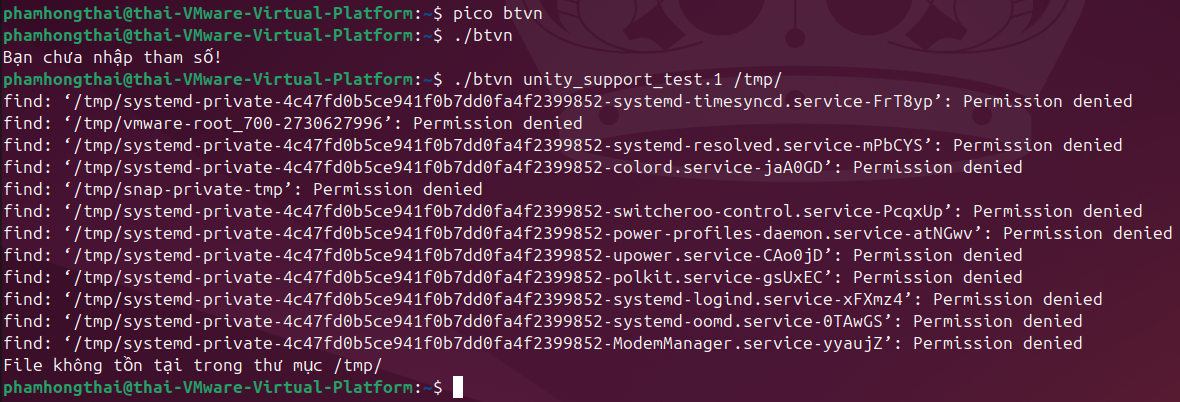 phamhongthai@thai-VMware-Virtual-Platform:~$ pico btvn
phamhongthai@thai-VMware-Virtual-Platform:~$ ./btvn
Bạn chưa nhập tham số!
phamhongthai@thai-VMware-Virtual-Platform:~$ ./btvn unity_support_test.1 /tmp/
find: ‘/tmp/systemd-private-4c47fd0b5ce941f0b7dd0fa4f2399852-systemd-timesyncd.service-FrT8yp’: Permission denied
find: ‘/tmp/vmware-root_700-2730627996’: Permission denied
find: ‘/tmp/systemd-private-4c47fd0b5ce941f0b7dd0fa4f2399852-systemd-resolved.service-mPbCYS’: Permission denied
find: ‘/tmp/systemd-private-4c47fd0b5ce941f0b7dd0fa4f2399852-colord.service-jaA0GD’: Permission denied
find: ‘/tmp/snap-private-tmp’: Permission denied
find: ‘/tmp/systemd-private-4c47fd0b5ce941f0b7dd0fa4f2399852-switcheroo-control.service-PcqxUp’: Permission denied
find: ‘/tmp/systemd-private-4c47fd0b5ce941f0b7dd0fa4f2399852-power-profiles-daemon.service-atNGwv’: Permission denied
find: ‘/tmp/systemd-private-4c47fd0b5ce941f0b7dd0fa4f2399852-upower.service-CAo0jD’: Permission denied
find: ‘/tmp/systemd-private-4c47fd0b5ce941f0b7dd0fa4f2399852-polkit.service-gsUxEC’: Permission denied
find: ‘/tmp/systemd-private-4c47fd0b5ce941f0b7dd0fa4f2399852-systemd-logind.service-xFXmz4’: Permission denied
find: ‘/tmp/systemd-private-4c47fd0b5ce941f0b7dd0fa4f2399852-systemd-oomd.service-0TAwGS’: Permission denied
find: ‘/tmp/systemd-private-4c47fd0b5ce941f0b7dd0fa4f2399852-ModemManager.service-yyaujZ’: Permission denied
File không tồn tại trong thư mục /tmp/
phamhongthai@thai-VMware-Virtual-Platform:~$